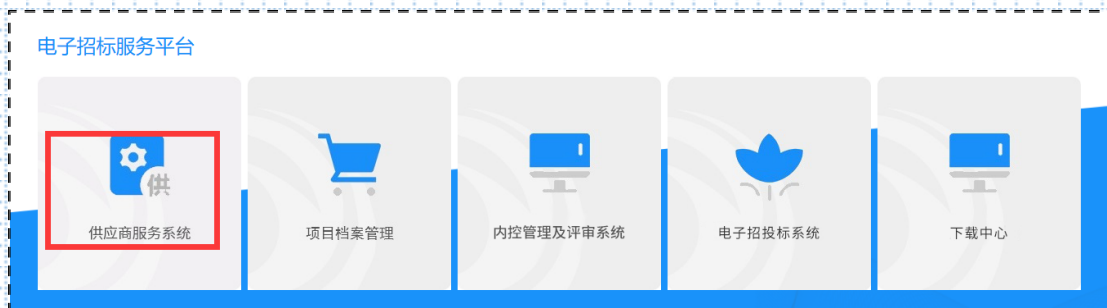 电子招标服务平台
供
供应商服务系统
项目档案管理
内控管理及评审系统
电子招投标系统
下载中心